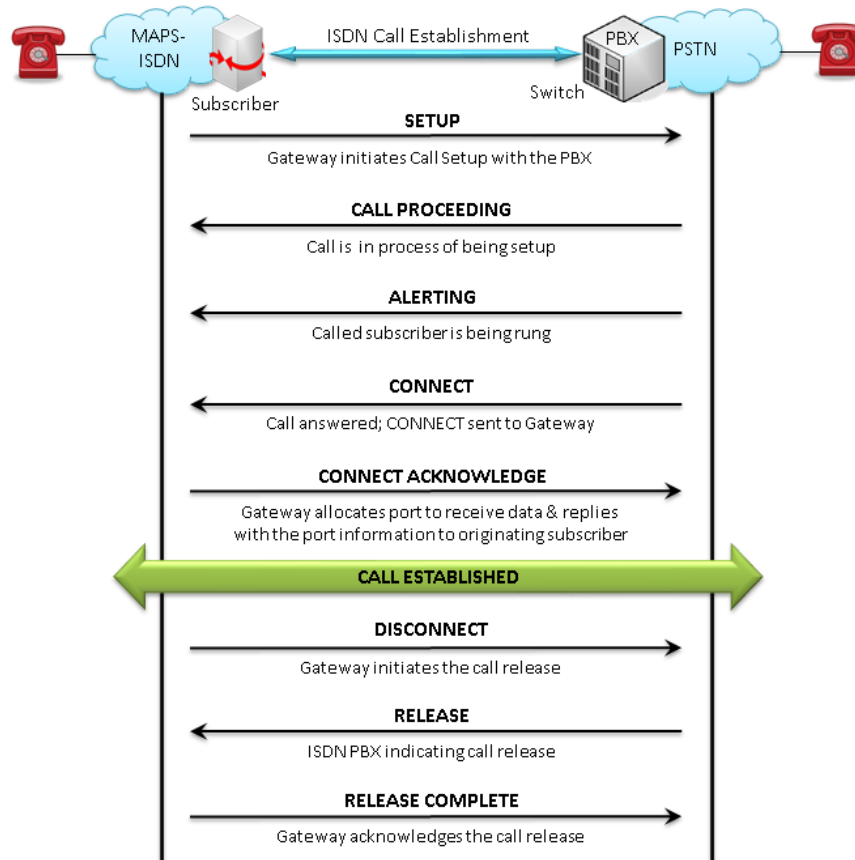 MAPS-
ISDN
ISDN Call Establishment
PBX
PSTN
Subscriber
Switch
SETUP
Gateway initiates Call Setup with the PBX
CALL PROCEEDING
Call is in process of being setup
ALERTING
Called subscriber is being rung
CONNECT
Call answered; CONNECT sent to Gateway
CONNECT ACKNOWLEDGE
Gateway allocates port to receive data & replies
with the port information to originating subscriber
CALL ESTABLISHED
DISCONNECT
Gateway initiates the call release
RELEASE
ISDN PBX indicating call release
RELEASE COMPLETE
Gateway acknowledges the call release